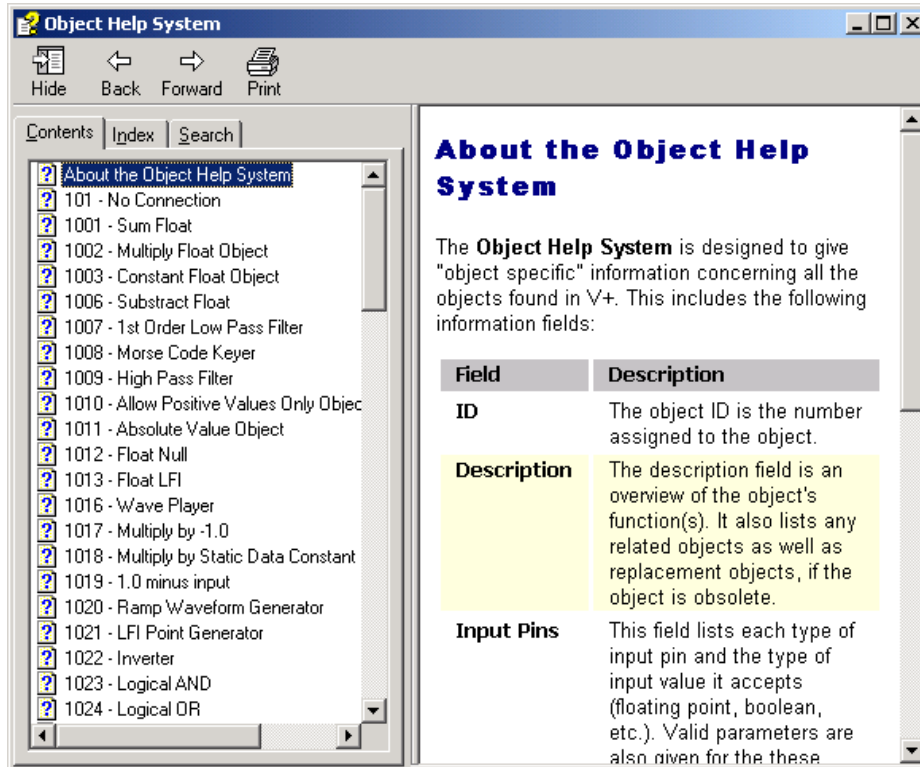 Object Help System
Hide Back Forward Print
Contents Index Search
About the Object Help System
101 - No Connection
1001 - Sum Float
1002 - Multiply Float Object
1003 - Constant Float Object
1006 - Substract Float
1007 - 1st Order Low Pass Filter
1008 - Morse Code Keyer
1009 - High Pass Filter
1010 - Allow Positive Values Only Objec
1011 - Absolute Value Object
1012 - Float Null
1013 - Float LFI
1016 - Wave Player
1017 - Multiply by -1.0
1018 - Multiply by Static Data Constant
1019 - 1.0 minus input
1020 - Ramp Waveform Generator
1021 - LFI Point Generator
1022 - Inverter
1023 - Logical AND
1024 - Logical OR
About the Object Help
System
The Object Help System is designed to give
"object specific" information concerning all the
objects found in V+. This includes the following
information fields:
Field Description
ID The object ID is the number
assigned to the object.
Description The description field is an
overview of the object's
function(s). It also lists any
related objects as well as
replacement objects, if the
object is obsolete.
Input Pins This field lists each type of
input pin and the type of
input value it accepts
(floating point, boolean,
etc.). Valid parameters are
also given for the these